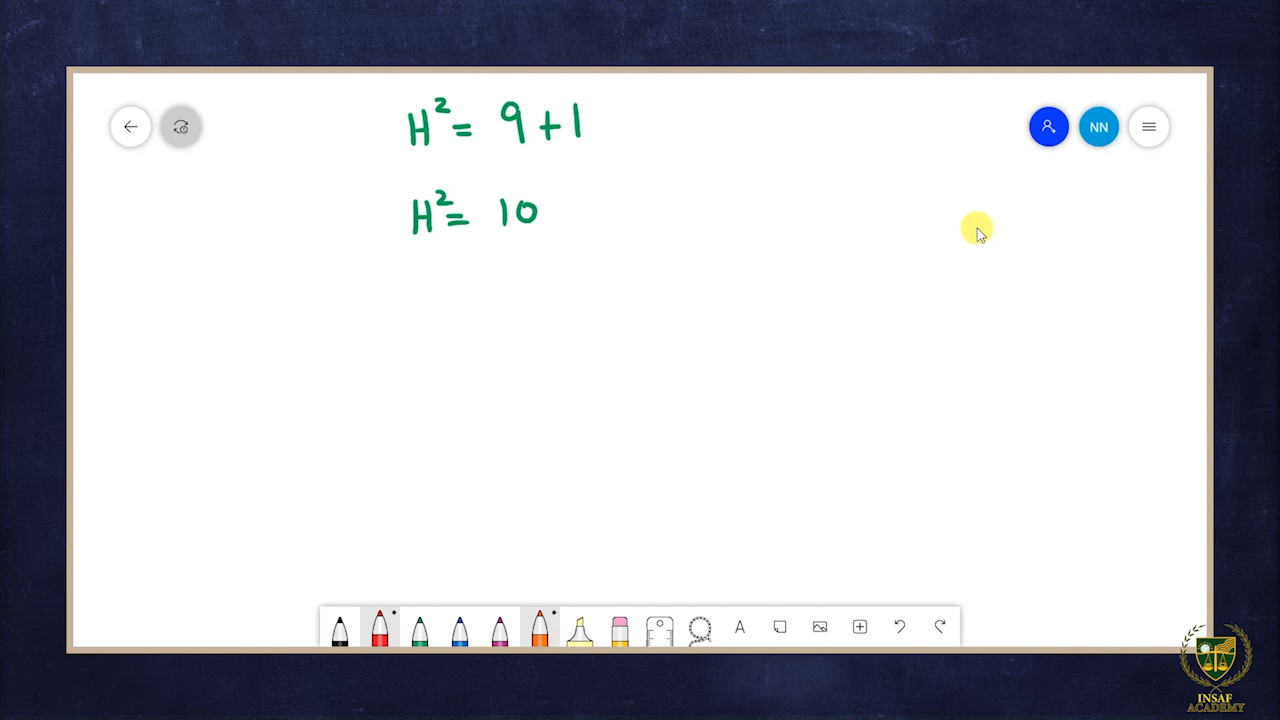 H² = 9 + 1
NN
H² = 10
A
INSAF
ACADEMY